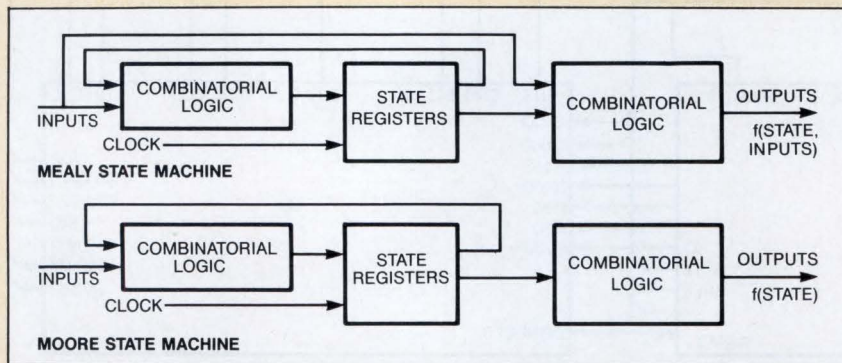 COMBINATORIAL
LOGIC
STATE
REGISTERS
COMBINATORIAL
LOGIC
OUTPUTS
f(STATE,
INPUTS)
INPUTS
CLOCK
MEALY STATE MACHINE
COMBINATORIAL
LOGIC
STATE
REGISTERS
COMBINATORIAL
LOGIC
OUTPUTS
f(STATE)
INPUTS
CLOCK
MOORE STATE MACHINE